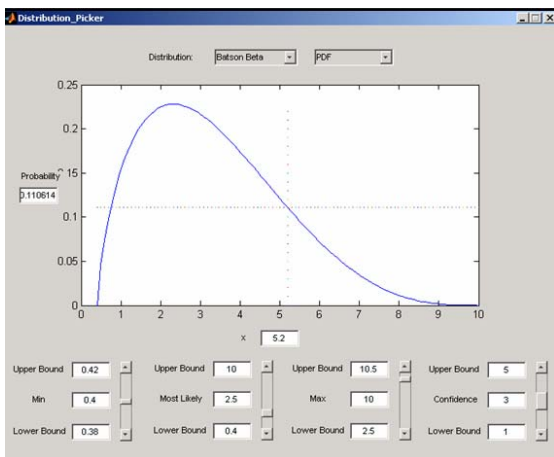 Distribution_Picker
Distribution: Batson Beta PDF
0.25
0.2
0.15
0.1
0.05
0
Probability
0.110614
0 1 2 3 4 5 6 7 8 9 10
x 5.2
Upper Bound 0.42 Upper Bound 10 Upper Bound 10.5 Upper Bound 5
Min 0.4 Most Likely 2.5 Max 10 Confidence 3
Lower Bound 0.38 Lower Bound 0.4 Lower Bound 2.5 Lower Bound 1